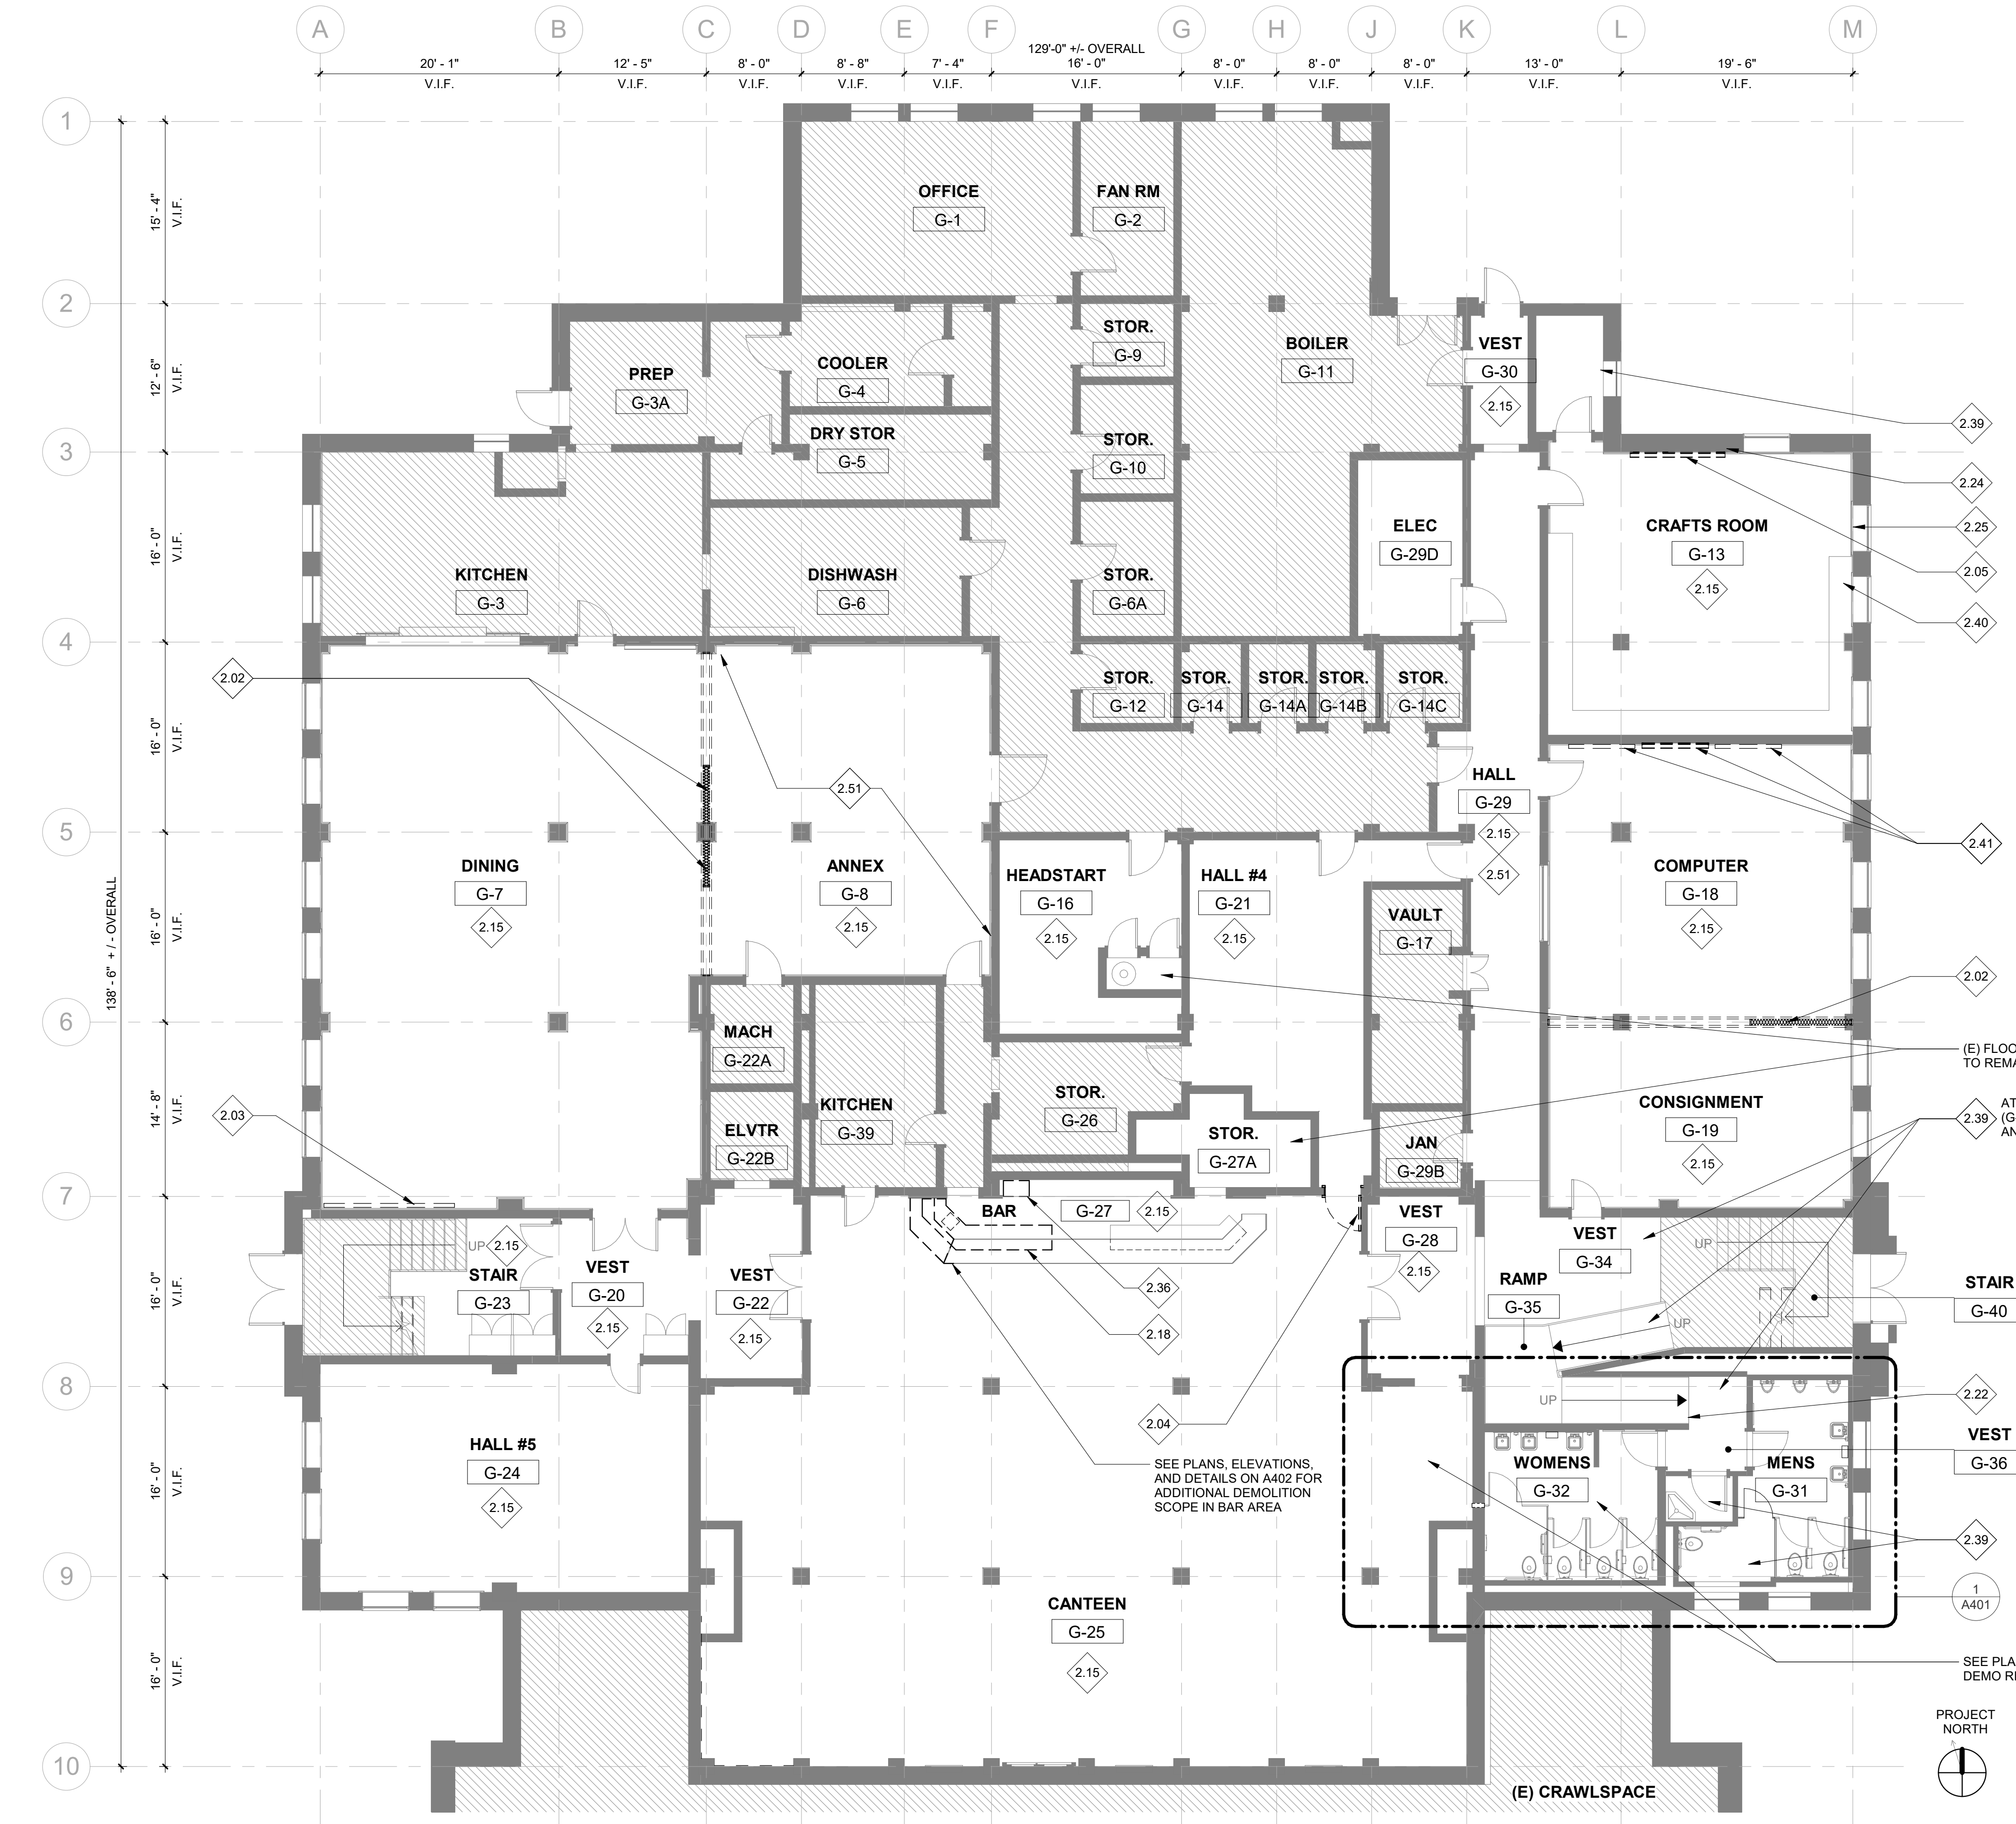 A B C D E F G H J K L M
129'-0" +/- OVERALL
20' - 1" 12' - 5" 8' - 0" 8' - 8" 7' - 4" 16' - 0" 8' - 0" 8' - 0" 8' - 0" 13' - 0" 19' - 6"
V.I.F. V.I.F. V.I.F. V.I.F. V.I.F. V.I.F. V.I.F. V.I.F. V.I.F. V.I.F. V.I.F.
1
15' - 4"
V.I.F.
OFFICE
G-1
FAN RM
G-2
2
12' - 6"
V.I.F.
PREP
G-3A
COOLER
G-4
DRY STOR
G-5
STOR.
G-9
STOR.
G-10
BOILER
G-11
VEST
G-30
2.15
2.39
3
16' - 0"
V.I.F.
KITCHEN
G-3
DISHWASH
G-6
STOR.
G-6A
ELEC
G-29D
CRAFTS ROOM
G-13
2.15
2.24
2.25
2.05
2.40
4
16' - 0"
V.I.F.
2.02
STOR.
G-12
STOR.
G-14
STOR.
G-14A
STOR.
G-14B
STOR.
G-14C
2.51
HALL
G-29
2.15
2.51
2.41
5
138' - 6" + / - OVERALL
16' - 0"
V.I.F.
DINING
G-7
2.15
ANNEX
G-8
2.15
HEADSTART
G-16
2.15
HALL #4
G-21
2.15
VAULT
G-17
COMPUTER
G-18
2.15
2.02
6
14' - 8"
V.I.F.
2.03
MACH
G-22A
ELVTR
G-22B
KITCHEN
G-39
STOR.
G-26
STOR.
G-27A
JAN
G-29B
CONSIGNMENT
G-19
2.15
(E) FLOO
TO REMA
2.39
AT
(G
AN
7
16' - 0"
V.I.F.
UP
2.15
STAIR
G-23
VEST
G-20
2.15
VEST
G-22
2.15
BAR
G-27
2.15
2.36
2.18
2.04
VEST
G-28
2.15
RAMP
G-35
VEST
G-34
UP
UP
STAIR
G-40
8
16' - 0"
V.I.F.
HALL #5
G-24
2.15
SEE PLANS, ELEVATIONS,
AND DETAILS ON A402 FOR
ADDITIONAL DEMOLITION
SCOPE IN BAR AREA
UP
2.22
WOMENS
G-32
MENS
G-31
VEST
G-36
2.39
9
16' - 0"
V.I.F.
CANTEEN
G-25
2.15
1
A401
SEE PLA
DEMO R
PROJECT
NORTH
10
(E) CRAWLSPACE